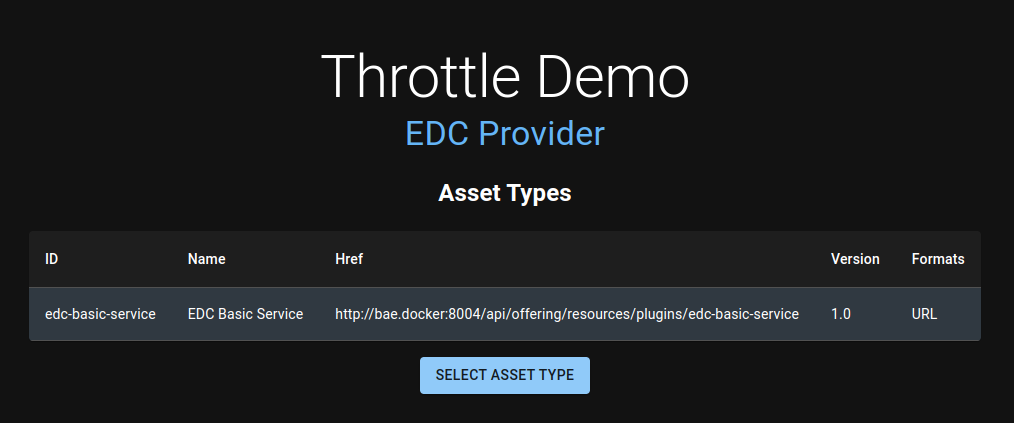 Throttle Demo
EDC Provider
Asset Types
ID Name Href Version Formats
edc-basic-service EDC Basic Service http://bae.docker:8004/api/offering/resources/plugins/edc-basic-service 1.0 URL
SELECT ASSET TYPE